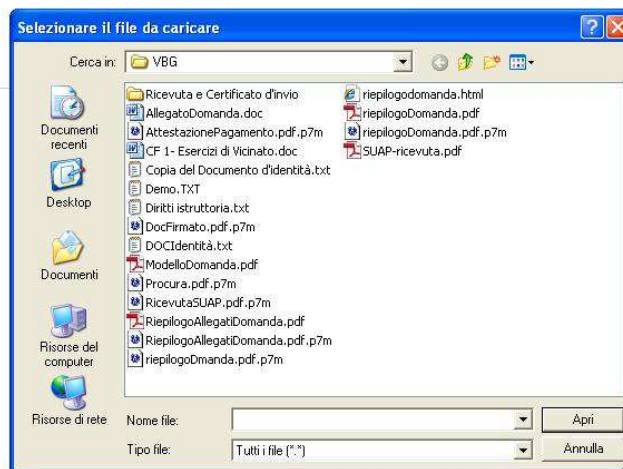 Selezionare il file da caricare
Cerca in:
VBG
Documenti
recenti
Desktop
Documenti
Risorse del
computer
Risorse di rete
Ricevuta e Certificato d'invio
AllegatoDomanda.doc
AttestazionePagamento.pdf.p7m
CF 1- Esercizi di Vicinato.doc
Copia del Documento d'identità.txt
Demo.TXT
Diritti istruttoria.txt
DocFirmato.pdf.p7m
DOCIdentità.txt
ModelloDomanda.pdf
Procura.pdf.p7m
RicevutaSUAP.pdf.p7m
RiepilogoAllegatiDomanda.pdf
RiepilogoAllegatiDomanda.pdf.p7m
riepilogoDmanda.pdf.p7m
riepilogodomanda.html
riepilogoDomanda.pdf
riepilogoDomanda.pdf.p7m
SUAP-ricevuta.pdf
Nome file:
Apri
Tipo file:
Tutti i file (*.*)
Annulla